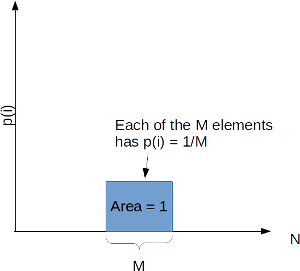 p(i)
Each of the M elements
has p(i) = 1/M
Area = 1
N
M